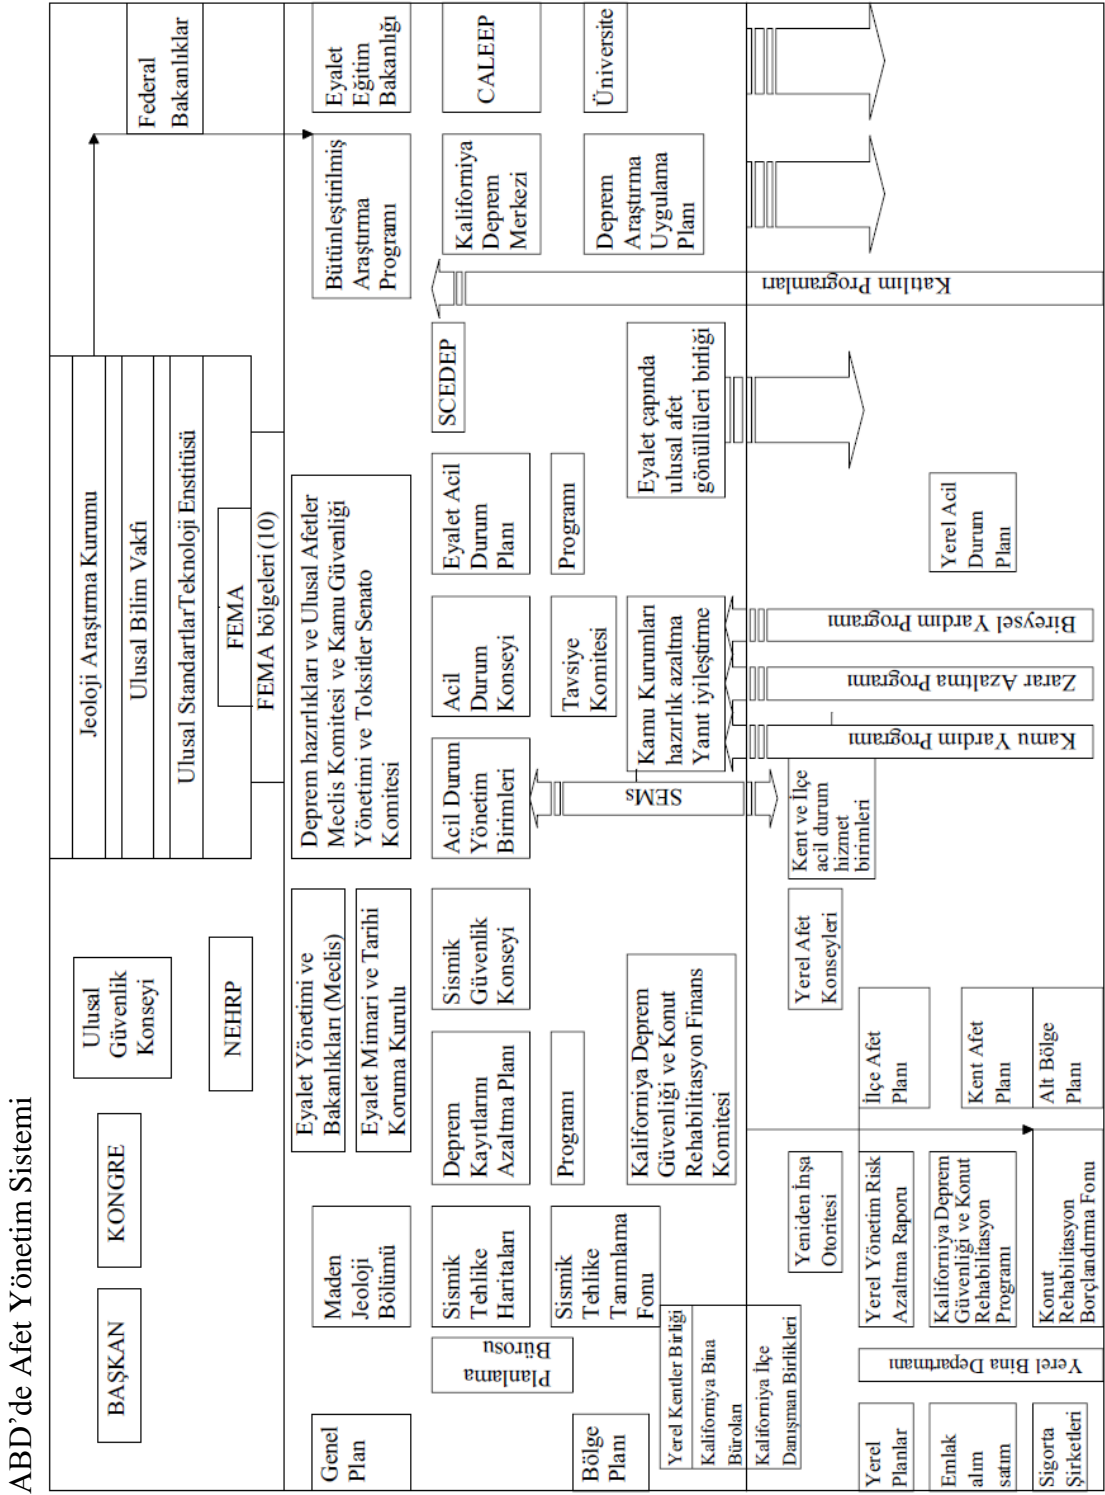 ABD'de Afet Yönetim Sistemi
BAŞKAN
KONGRE
Ulusal
Güvenlik
Konseyi
NEHRP
Jeoloji Araştırma Kurumu
Ulusal Bilim Vakfı
Ulusal StandartlarTeknoloji Enstitüsü
FEMA
FEMA bölgeleri (10)
Federal
Bakanlıklar
Genel
Plan
Maden
Jeoloji
Bölümü
Eyalet Yönetimi ve
Bakanlıkları (Meclis)
Eyalet Mimari ve Tarihi
Koruma Kurulu
Deprem hazırlıkları ve Ulusal Afetler
Meclis Komitesi ve Kamu Güvenliği
Yönetimi ve Toksitler Senato
Komitesi
Bütünleştirilmiş
Araştırma
Programı
Eyalet
Eğitim
Bakanlığı
Planlama
Bürosu
Sismik
Tehlike
Haritaları
Deprem
Kayıtlarını
Azaltma Planı
Sismik
Güvenlik
Konseyi
Acil Durum
Yönetim
Birimleri
Acil
Durum
Konseyi
Eyalet Acil
Durum
Planı
SCEDEP
Kaliforniya
Deprem
Merkezi
CALEEP
Bölge
Planı
Sismik
Tehlike
Tanımlama
Fonu
Programı
Tavsiye
Komitesi
Programı
Deprem
Araştırma
Uygulama
Planı
Üniversite
Yerel Kentler Birliği
Kaliforniya Bina
Büroları
Kaliforniya İlçe
Danışman Birlikleri
Kaliforniya Deprem
Güvenliği ve Konut
Rehabilitasyon Finans
Komitesi
SEMs
Kamu Kurumları
hazırlık azaltma
Yanıt iyileştirme
Eyalet çapında
ulusal afet
gönüllüleri birliği
Katılım Programları
Yeniden İnşa
Otoritesi
Yerel Afet
Konseyleri
Kent ve İlçe
acil durum
hizmet
birimleri
Kamu Yardım Programı
Zarar Azaltma Programı
Bireysel Yardım Programı
Yerel
Planlar
Emlak
alım
satım
Sigorta
Şirketleri
Yerel Bina Departmanı
Yerel Yönetim Risk
Azaltma Raporu
Kaliforniya Deprem
Güvenliği ve Konut
Rehabilitasyon
Programı
Konut
Rehabilitasyon
Borçlandırma Fonu
İlçe Afet
Planı
Kent Afet
Planı
Alt Bölge
Planı
Yerel Acil
Durum
Planı